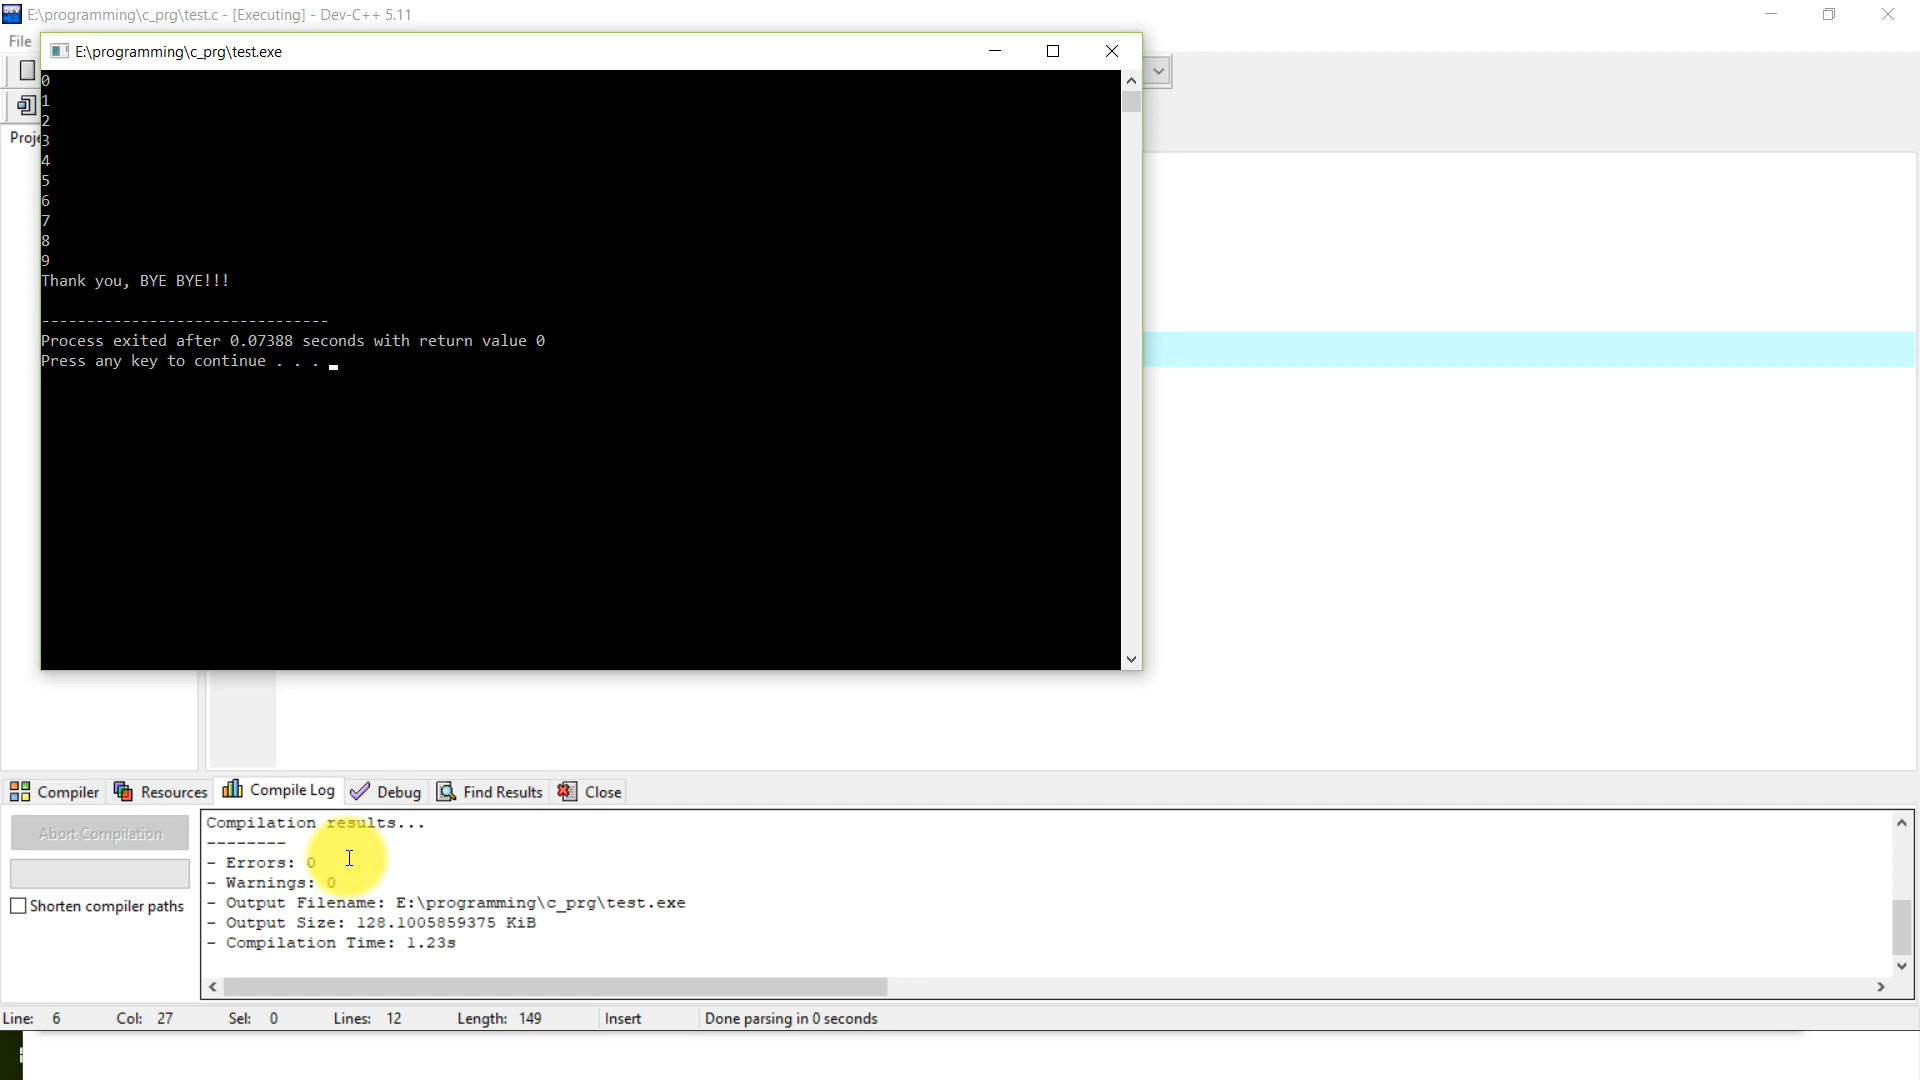 E:\programming\c_prg\test.c - [Executing] - Dev-C++ 5.11
File
E:\programming\c_prg\test.exe
0
1
2
3
4
5
6
7
8
9
Thank you, BYE BYE!!!
--------------------------------
Process exited after 0.07388 seconds with return value 0
Press any key to continue . . .
Compiler Resources Compile Log Debug Find Results Close
Abort Compilation
Shorten compiler paths
Compilation results...
--------
- Errors: 0
- Warnings: 0
- Output Filename: E:\programming\c_prg\test.exe
- Output Size: 128.1005859375 KiB
- Compilation Time: 1.23s
Line: 6 Col: 27 Sel: 0 Lines: 12 Length: 149 Insert Done parsing in 0 seconds